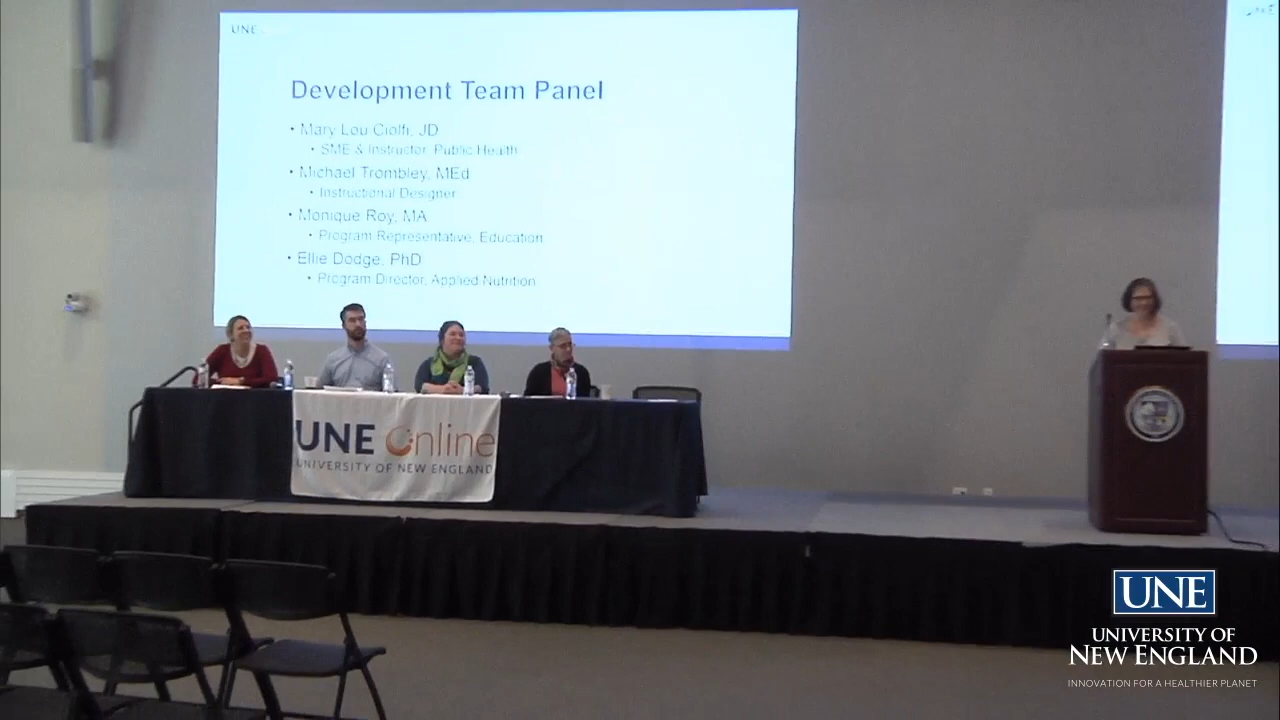 UNE
Development Team Panel
• Mary Lou Ciolfi, JD
• SME & Instructor, Public Health
• Michael Trombley, MEd
• Instructional Designer
• Monique Roy, MA
• Program Representative, Education
• Ellie Dodge, PhD
• Program Director, Applied Nutrition
UNE Online
UNIVERSITY OF NEW ENGLAND
UNE
UNIVERSITY OF
NEW ENGLAND
INNOVATION FOR A HEALTHIER PLANET